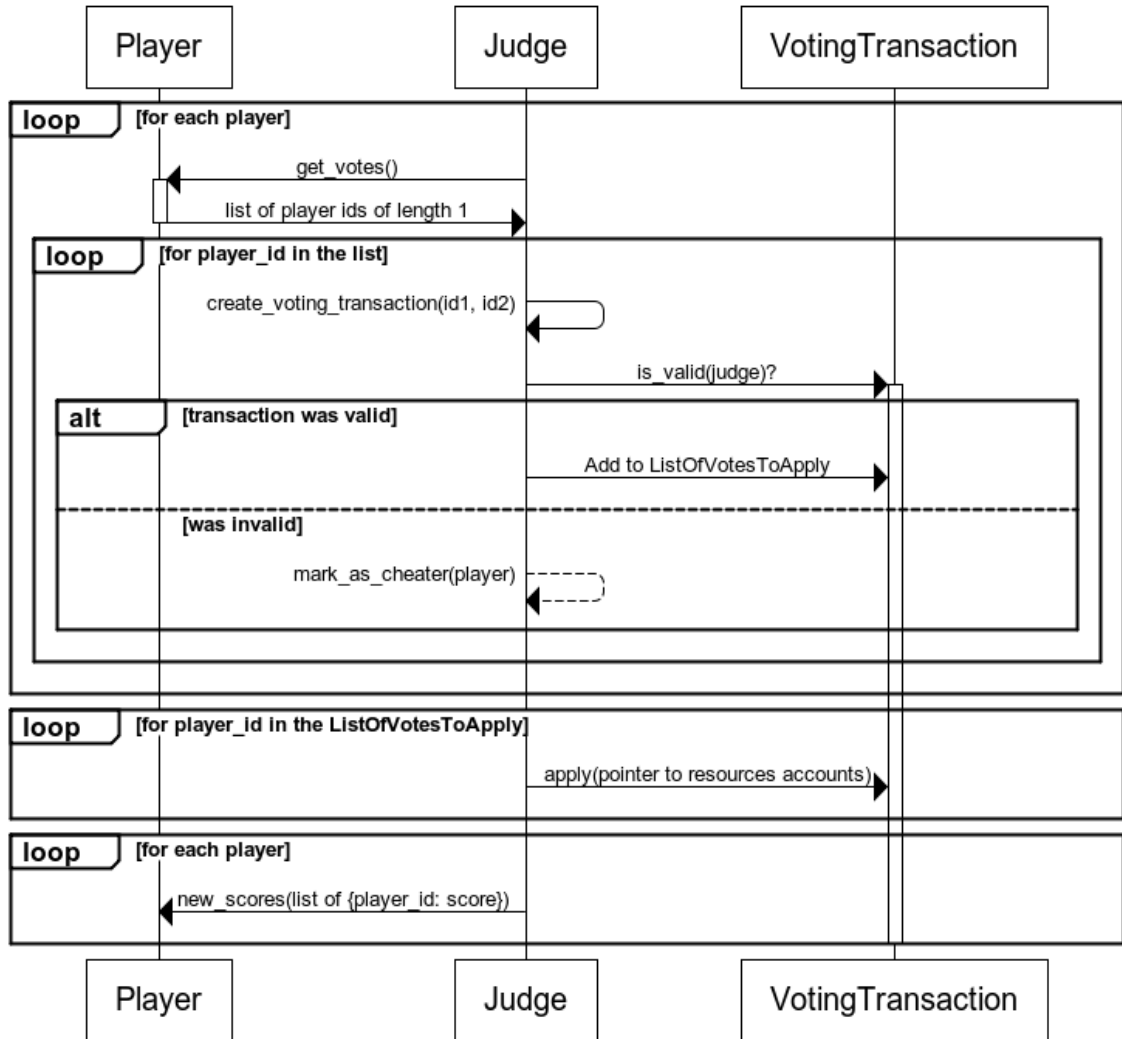 Player
Judge
VotingTransaction
loop
[for each player]
get_votes()
list of player ids of length 1
loop
[for player_id in the list]
create_voting_transaction(id1, id2)
is_valid(judge)?
alt
[transaction was valid]
Add to ListOfVotesToApply
[was invalid]
mark_as_cheater(player)
loop
[for player_id in the ListOfVotesToApply]
apply(pointer to resources accounts)
loop
[for each player]
new_scores(list of {player_id: score})
Player
Judge
VotingTransaction